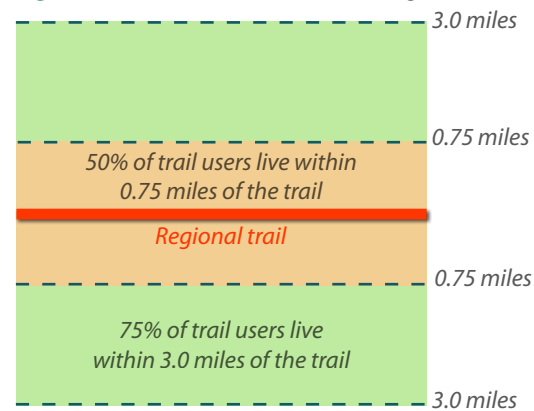 3.0 miles
0.75 miles
50% of trail users live within
0.75 miles of the trail
Regional trail
0.75 miles
75% of trail users live
within 3.0 miles of the trail
3.0 miles